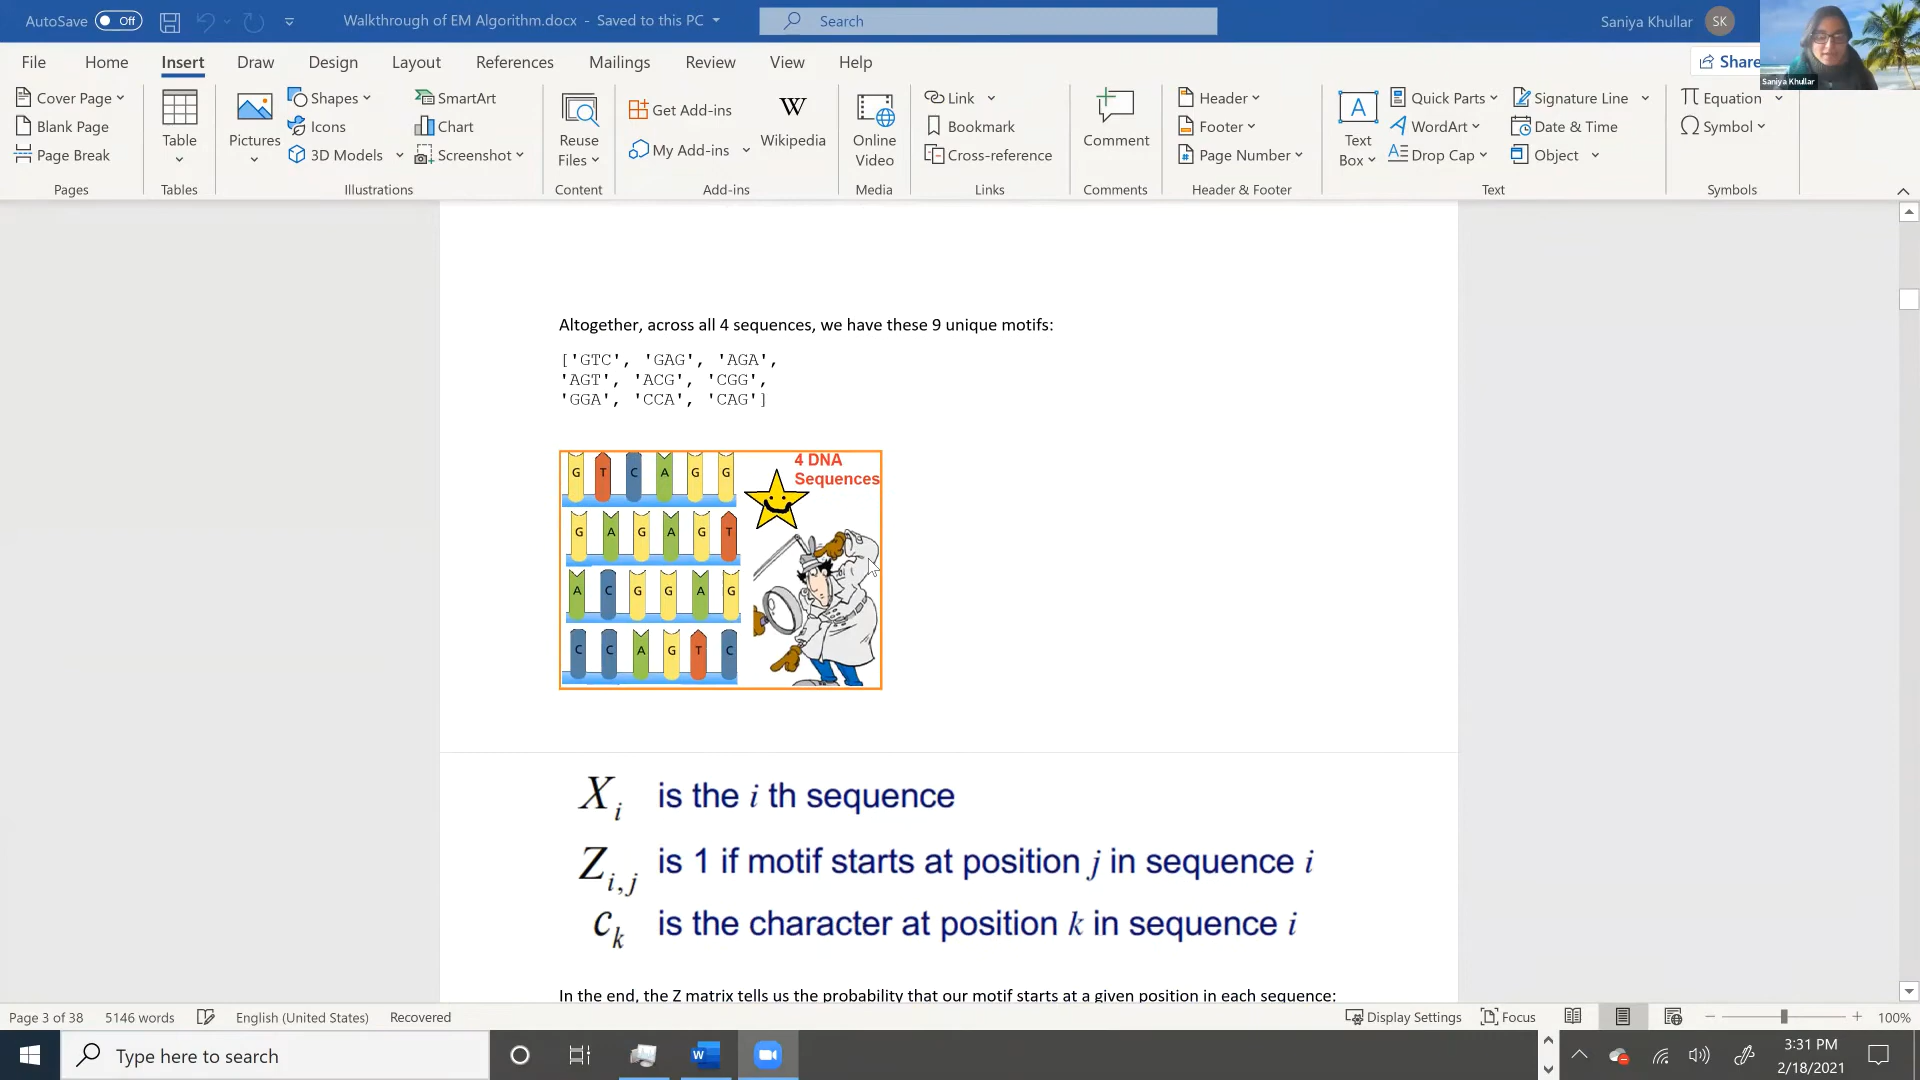 AutoSave Off
Walkthrough of EM Algorithm.docx - Saved to this PC
Search
Saniya Khullar SK
File Home Insert Draw Design Layout References Mailings Review View Help
Share
Saniya Khullar
Cover Page
Blank Page
Page Break
Pages
Table
Tables
Pictures
Shapes
Icons
3D Models
SmartArt
Chart
Screenshot
Illustrations
Reuse
Files
Content
Get Add-ins
My Add-ins
W
Wikipedia
Add-ins
Online
Video
Media
Link
Bookmark
Cross-reference
Links
Comment
Comments
Header
Footer
Page Number
Header & Footer
A
Text
Box
Quick Parts
WordArt
Drop Cap
Signature Line
Date & Time
Object
Text
Equation
Symbol
Symbols
Altogether, across all 4 sequences, we have these 9 unique motifs:
['GTC', 'GAG', 'AGA',
'AGT', 'ACG', 'CGG',
'GGA', 'CCA', 'CAG']
4 DNA
Sequences
G T C A G G
G A G A G T
A C G G A G
C C A G T C
X_i is the i th sequence
Z_{i,j} is 1 if motif starts at position j in sequence i
c_k is the character at position k in sequence i
In the end, the Z matrix tells us the probability that our motif starts at a given position in each sequence:
Page 3 of 38 5146 words English (United States) Recovered
Display Settings Focus 100%
Type here to search
W
3:31 PM
2/18/2021